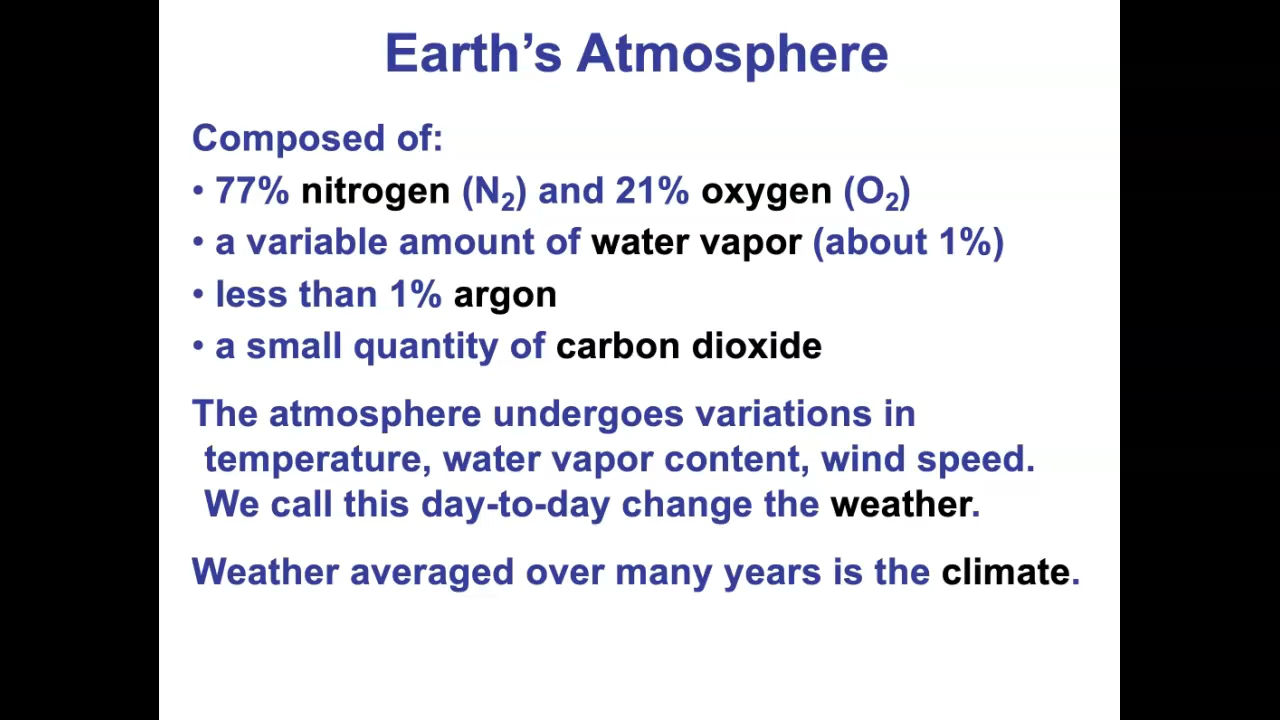 Earth’s Atmosphere
Composed of:
• 77% nitrogen (N₂) and 21% oxygen (O₂)
• a variable amount of water vapor (about 1%)
• less than 1% argon
• a small quantity of carbon dioxide
The atmosphere undergoes variations in
temperature, water vapor content, wind speed.
We call this day-to-day change the weather.
Weather averaged over many years is the climate.